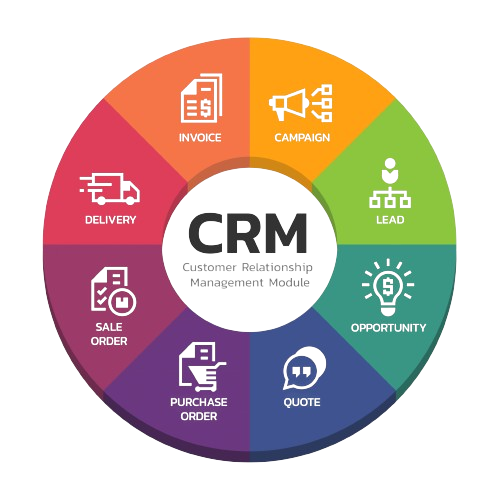 INVOICE
CAMPAIGN
DELIVERY
LEAD
CRM
Customer Relationship
Management Module
SALE
ORDER
$
OPPORTUNITY
PURCHASE
ORDER
QUOTE